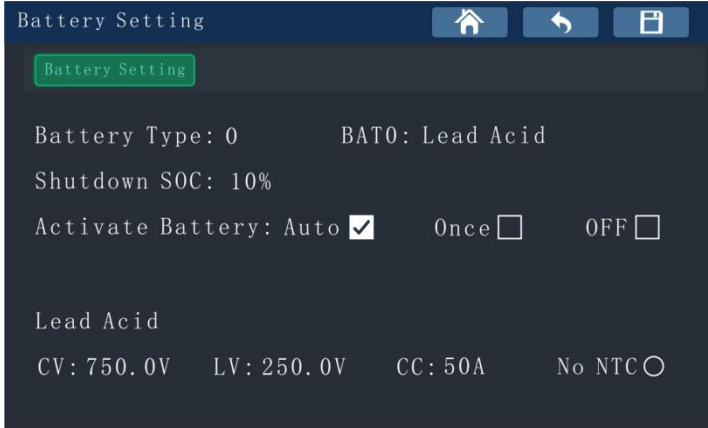 Battery Setting
Battery Setting
Battery Type: 0 BAT0: Lead Acid
Shutdown SOC: 10%
Activate Battery: Auto Once OFF
Lead Acid
CV: 750.0V LV: 250.0V CC: 50A No NTC